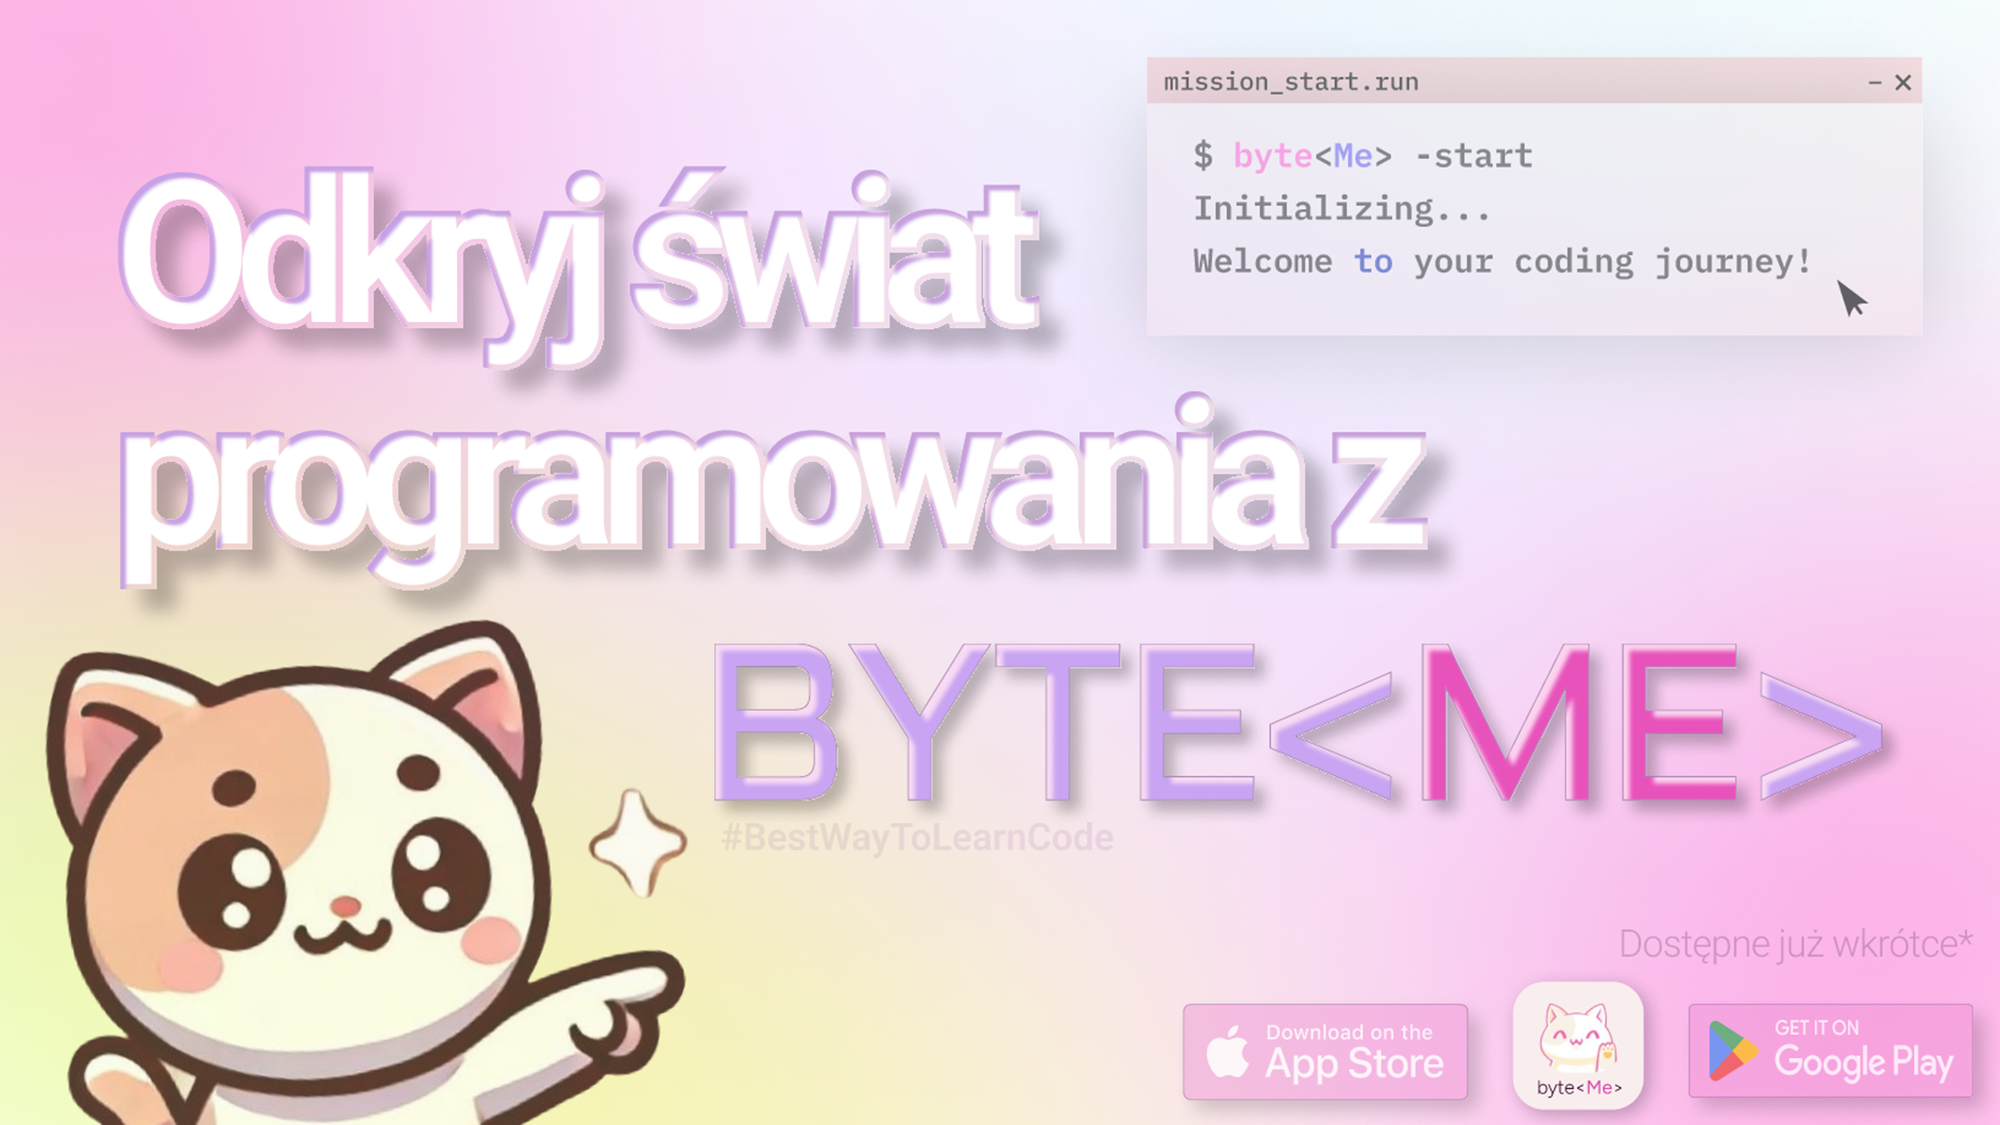 mission_start.run
$ byte<Me> -start
Initializing...
Welcome to your coding journey!
Odkryj świat
programowania z
BYTE<ME>
#BestWayToLearnCode
Dostępne już wkrótce*
Download on the
App Store
byte<Me>
GET IT ON
Google Play